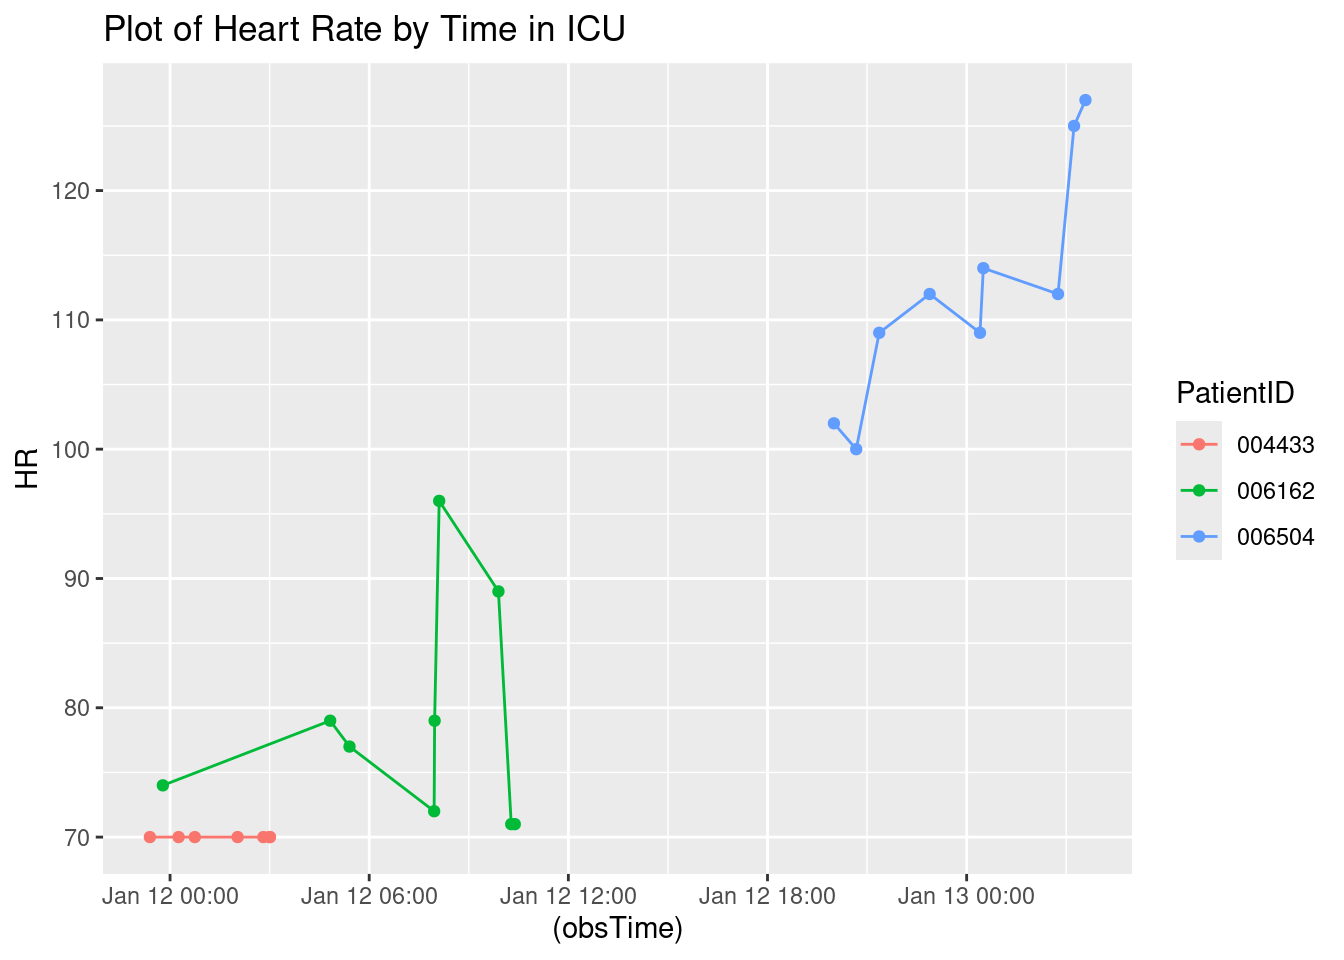 Plot of Heart Rate by Time in ICU
120
110
100
90
80
70
HR
Jan 12 00:00
Jan 12 06:00
Jan 12 12:00
Jan 12 18:00
Jan 13 00:00
(obsTime)
PatientID
004433
006162
006504